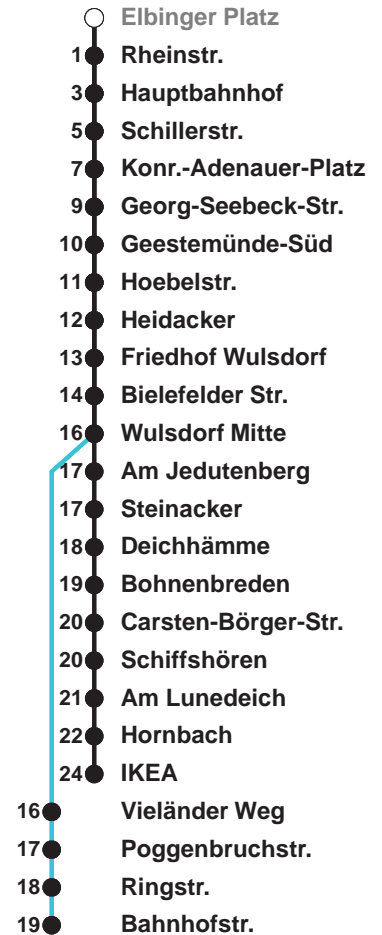 Elbinger Platz
1 Rheinstr.
3 Hauptbahnhof
5 Schillerstr.
7 Konr.-Adenauer-Platz
9 Georg-Seebeck-Str.
10 Geestemünde-Süd
11 Hoebelstr.
12 Heidacker
13 Friedhof Wulsdorf
14 Bielefelder Str.
16 Wulsdorf Mitte
17 Am Jedutenberg
17 Steinacker
18 Deichhämme
19 Bohnenbreden
20 Carsten-Börger-Str.
20 Schiffshören
21 Am Lunedeich
22 Hornbach
24 IKEA
16 Vieländer Weg
17 Poggenbruchstr.
18 Ringstr.
19 Bahnhofstr.